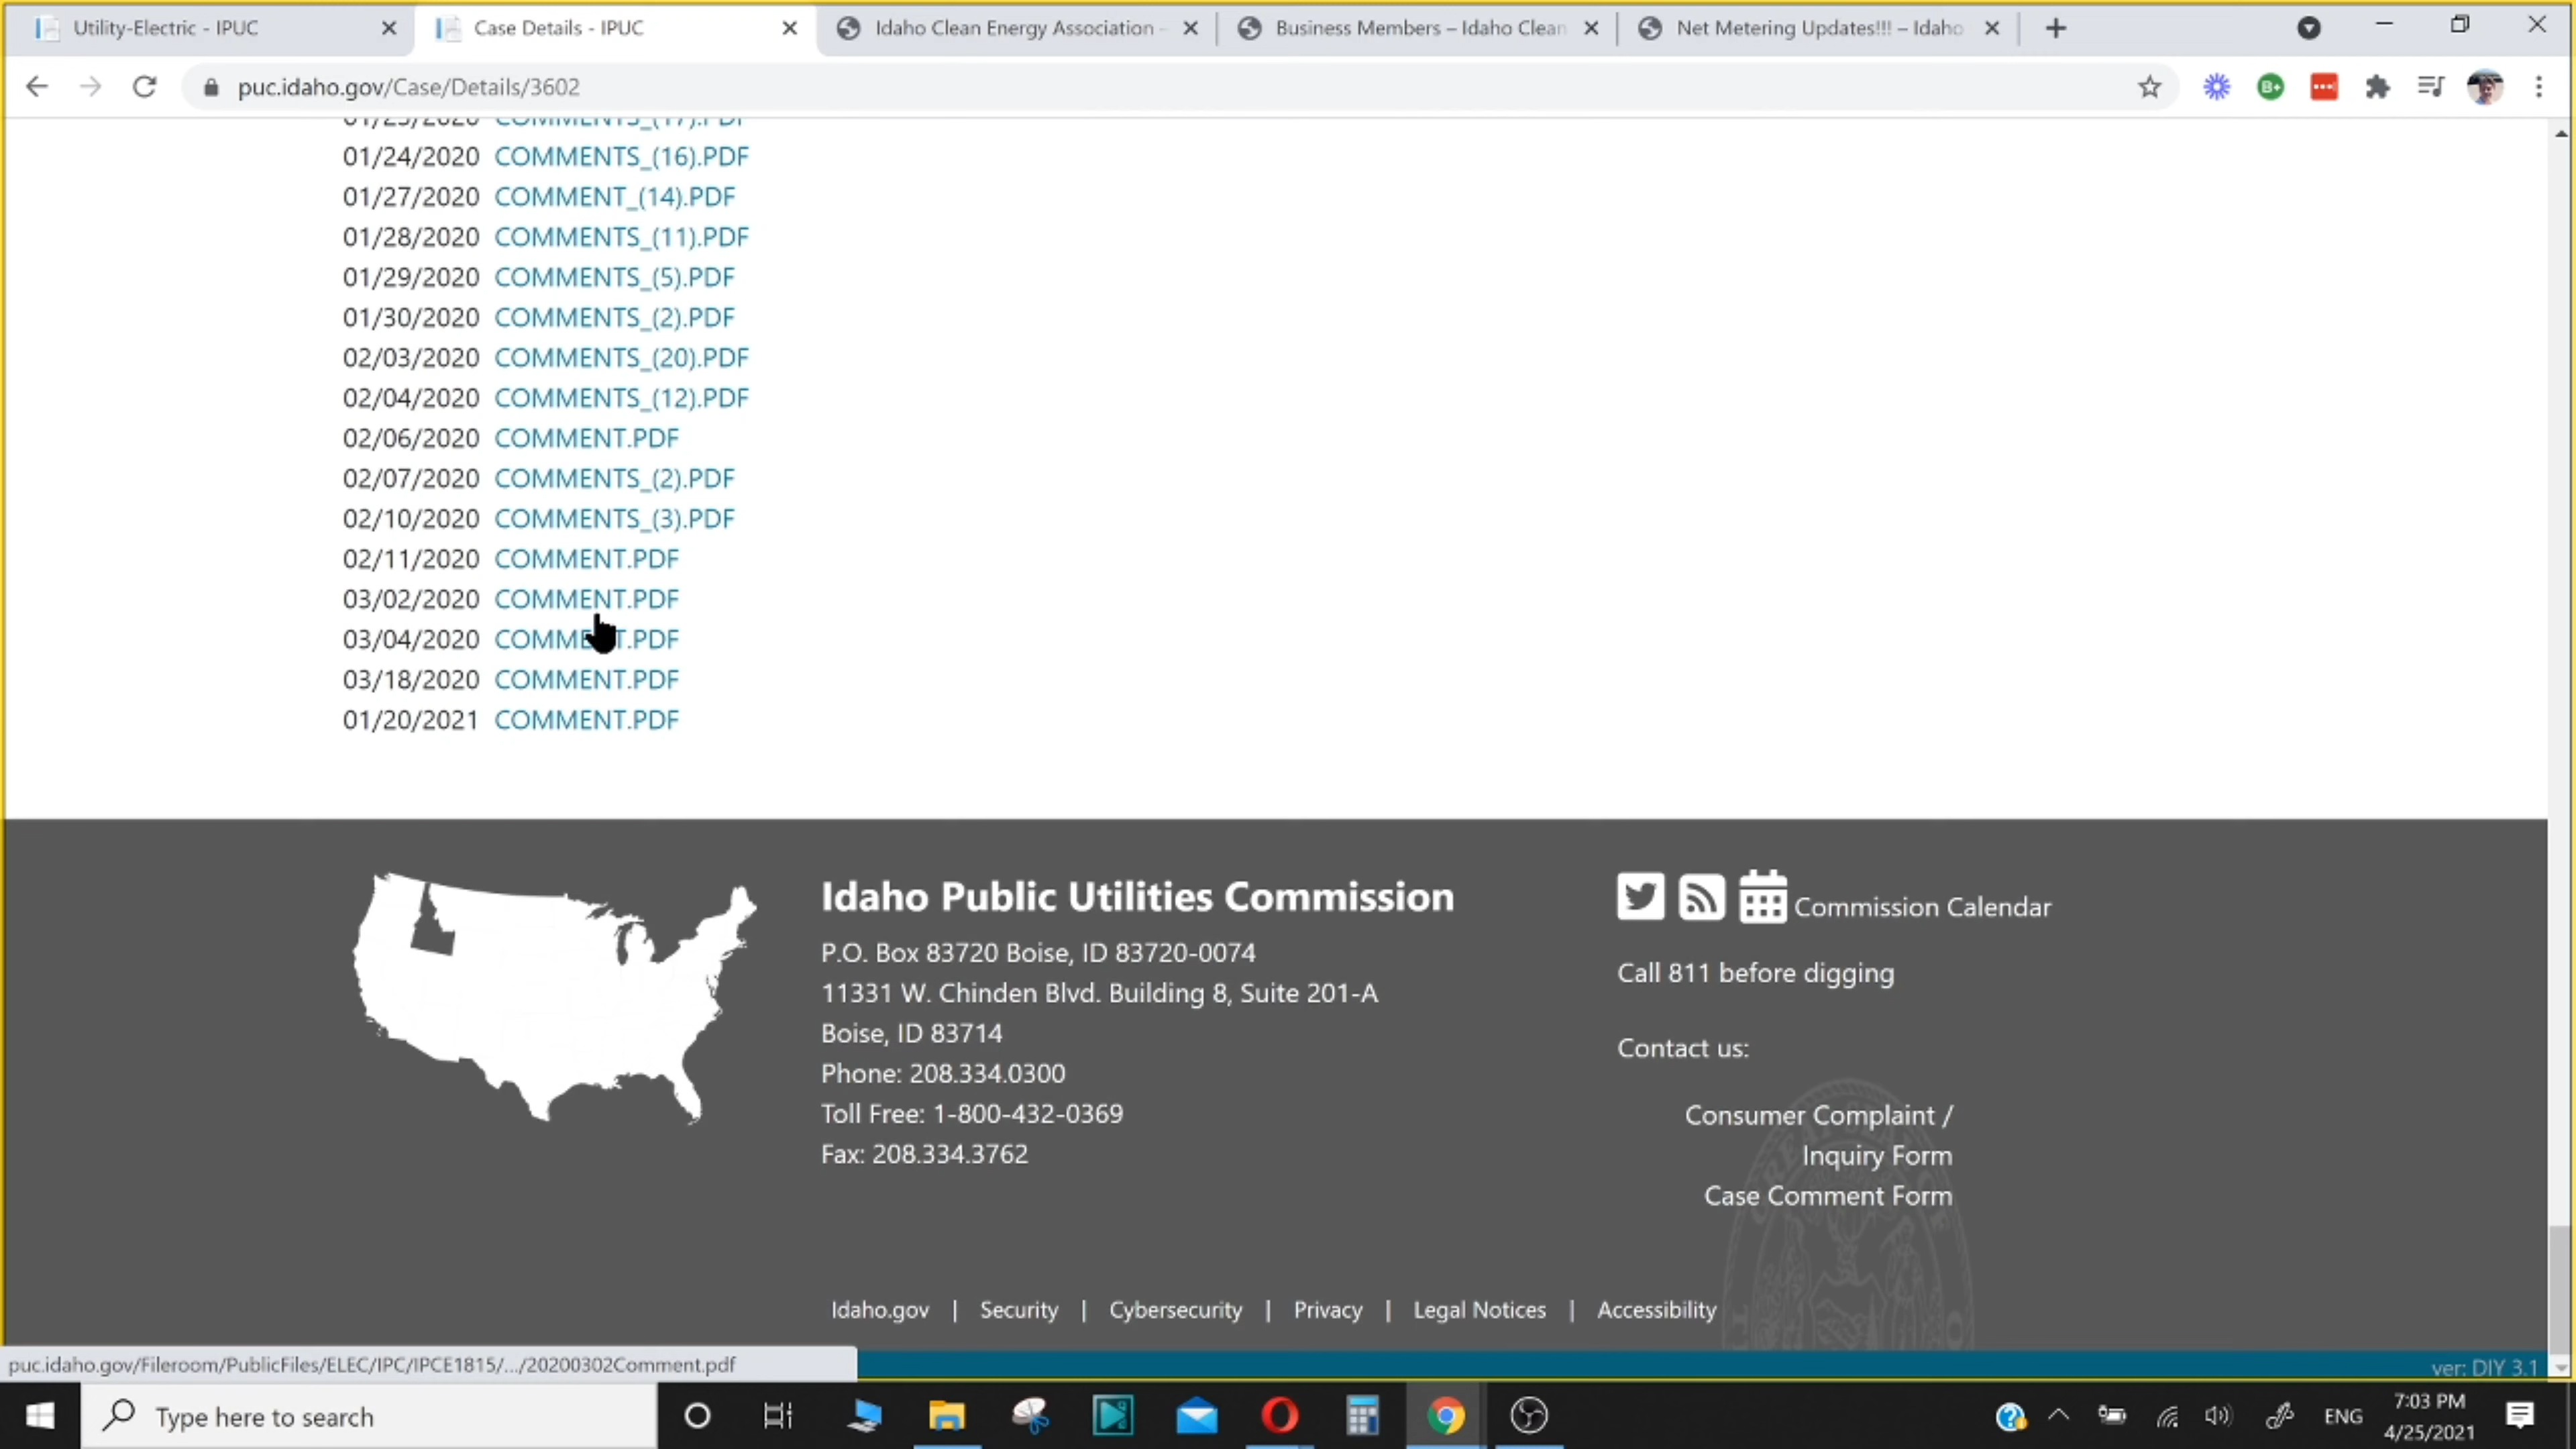 Utility-Electric - IPUC
Case Details - IPUC
Idaho Clean Energy Association -
Business Members – Idaho Clean
Net Metering Updates!!! – Idaho
puc.idaho.gov/Case/Details/3602
01/24/2020 COMMENTS_(16).PDF
01/27/2020 COMMENT_(14).PDF
01/28/2020 COMMENTS_(11).PDF
01/29/2020 COMMENTS_(5).PDF
01/30/2020 COMMENTS_(2).PDF
02/03/2020 COMMENTS_(20).PDF
02/04/2020 COMMENTS_(12).PDF
02/06/2020 COMMENT.PDF
02/07/2020 COMMENTS_(2).PDF
02/10/2020 COMMENTS_(3).PDF
02/11/2020 COMMENT.PDF
03/02/2020 COMMENT.PDF
03/04/2020 COMMENT.PDF
03/18/2020 COMMENT.PDF
01/20/2021 COMMENT.PDF
Idaho Public Utilities Commission
P.O. Box 83720 Boise, ID 83720-0074
11331 W. Chinden Blvd. Building 8, Suite 201-A
Boise, ID 83714
Phone: 208.334.0300
Toll Free: 1-800-432-0369
Fax: 208.334.3762
Commission Calendar
Call 811 before digging
Contact us:
Consumer Complaint /
Inquiry Form
Case Comment Form
Idaho.gov | Security | Cybersecurity | Privacy | Legal Notices | Accessibility
puc.idaho.gov/Fileroom/PublicFiles/ELEC/IPC/IPCE1815/.../20200302Comment.pdf
ver: DIY 3.1
Type here to search
ENG
7:03 PM
4/25/2021